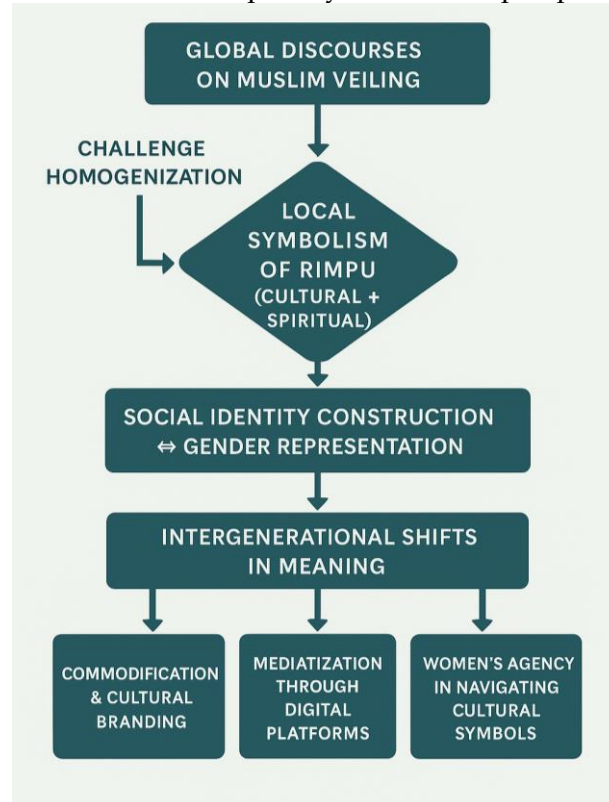 GLOBAL DISCOURSES
ON MUSLIM VEILING
CHALLENGE
HOMOGENIZATION
LOCAL
SYMBOLISM
OF RIMPU
(CULTURAL +
SPIRITUAL)
SOCIAL IDENTITY CONSTRUCTION
⇔ GENDER REPRESENTATION
INTERGENERATIONAL SHIFTS
IN MEANING
COMMODIFICATION
& CULTURAL
BRANDING
MEDIATIZATION
THROUGH
DIGITAL
PLATFORMS
WOMEN'S AGENCY
IN NAVIGATING
CULTURAL
SYMBOLS